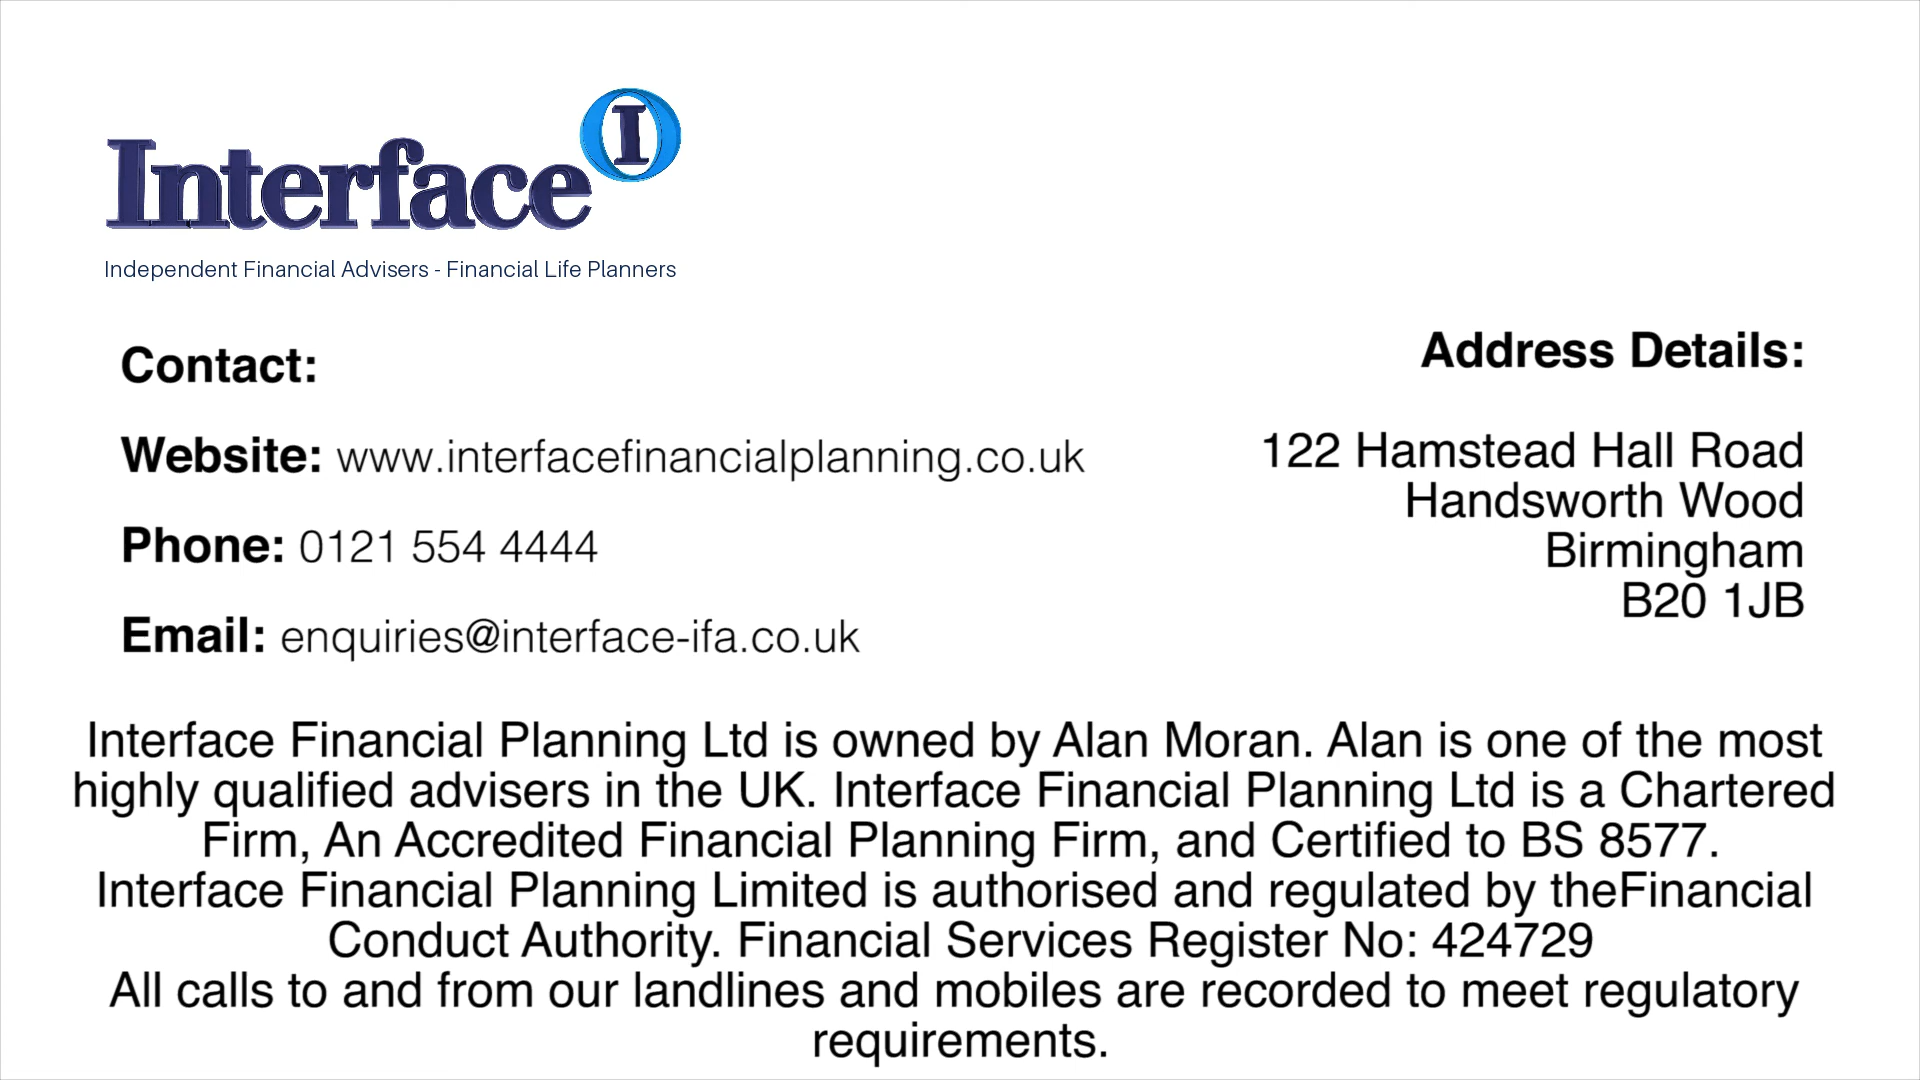 Interface I
Independent Financial Advisers - Financial Life Planners
Contact:
Website: www.interfacefinancialplanning.co.uk
Phone: 0121 554 4444
Email: enquiries@interface-ifa.co.uk
Address Details:
122 Hamstead Hall Road
Handsworth Wood
Birmingham
B20 1JB
Interface Financial Planning Ltd is owned by Alan Moran. Alan is one of the most
highly qualified advisers in the UK. Interface Financial Planning Ltd is a Chartered
Firm, An Accredited Financial Planning Firm, and Certified to BS 8577.
Interface Financial Planning Limited is authorised and regulated by theFinancial
Conduct Authority. Financial Services Register No: 424729
All calls to and from our landlines and mobiles are recorded to meet regulatory
requirements.